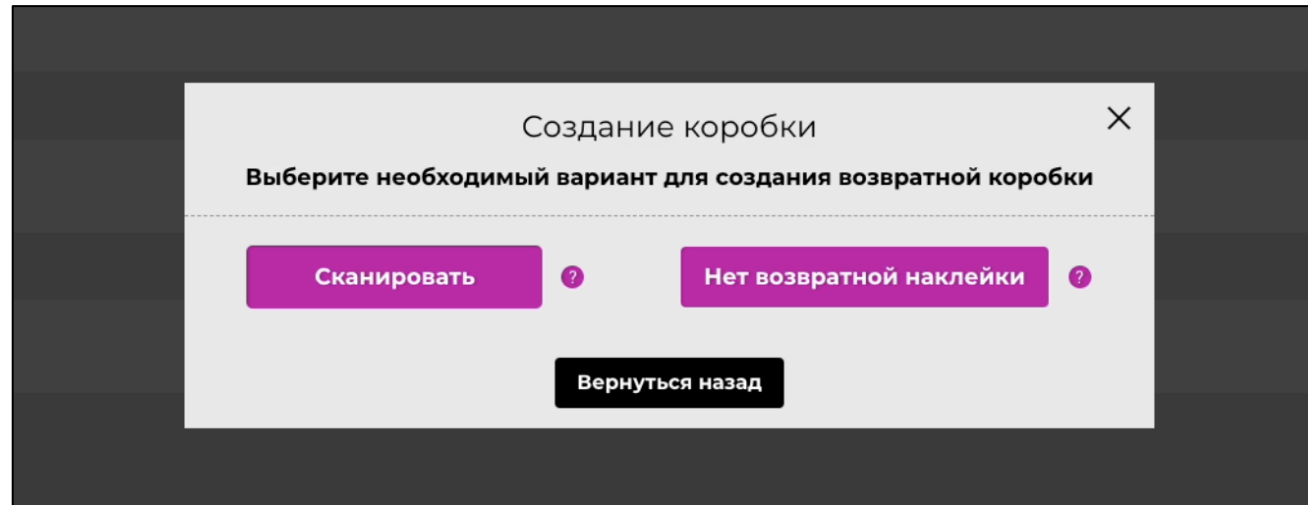 Создание коробки
Выберите необходимый вариант для создания возвратной коробки
Сканировать ? Нет возвратной наклейки ?
Вернуться назад